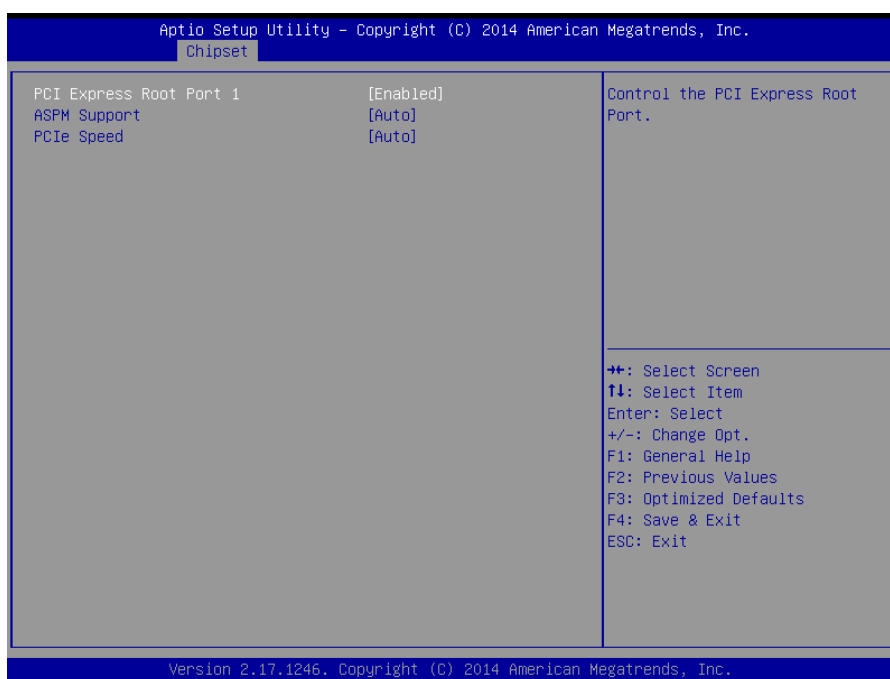 Aptio Setup Utility – Copyright (C) 2014 American Megatrends, Inc.
Chipset
PCI Express Root Port 1 [Enabled]
ASPM Support [Auto]
PCIe Speed [Auto]
Control the PCI Express Root
Port.
→←: Select Screen
↑↓: Select Item
Enter: Select
+/-: Change Opt.
F1: General Help
F2: Previous Values
F3: Optimized Defaults
F4: Save & Exit
ESC: Exit
Version 2.17.1246. Copyright (C) 2014 American Megatrends, Inc.